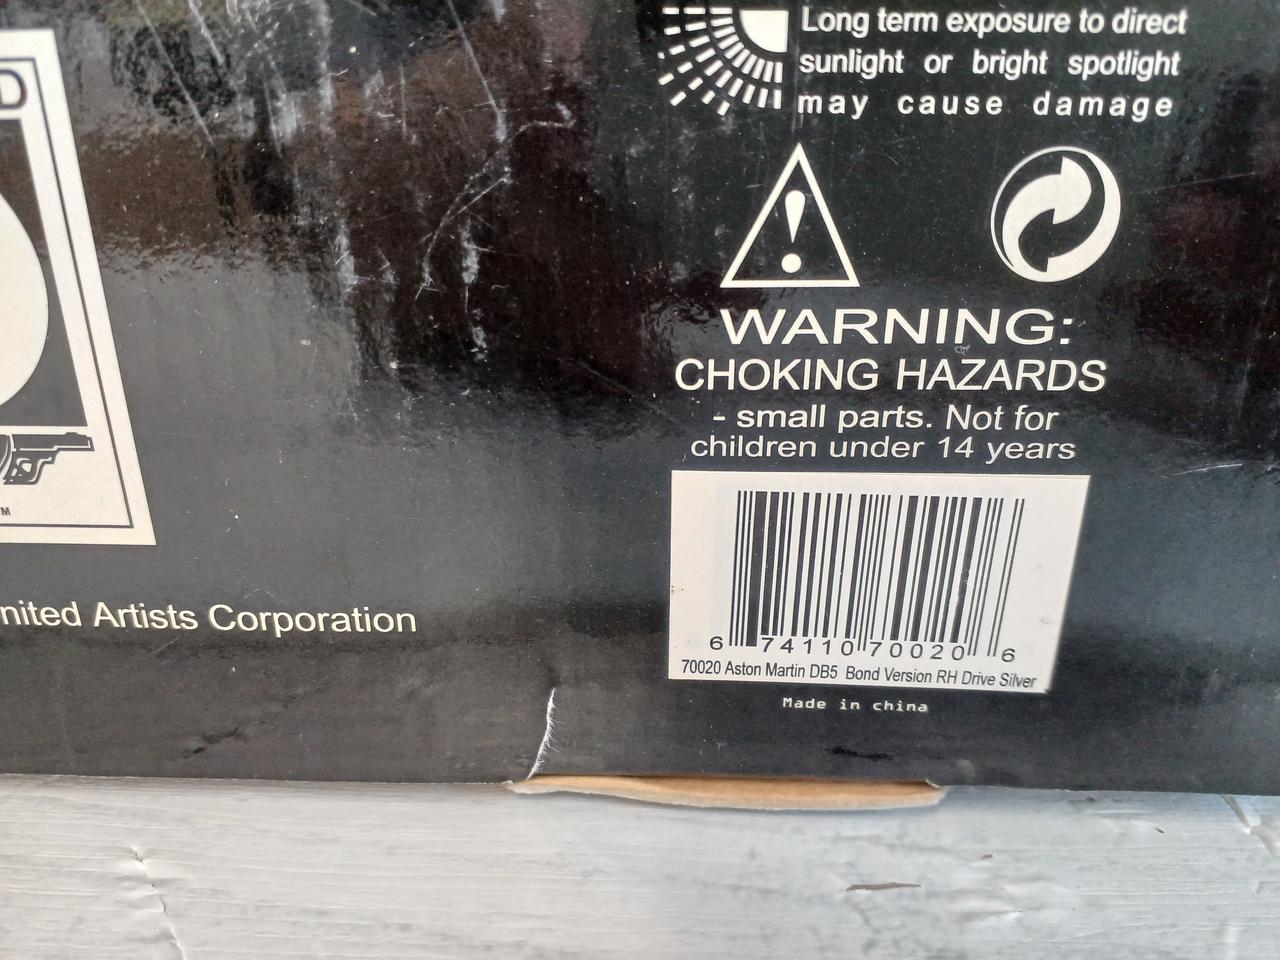 Long term exposure to direct
sunlight or bright spotlight
may cause damage
D
WARNING:
CHOKING HAZARDS
- small parts. Not for
children under 14 years
TM
6 74110 70020 6
70020 Aston Martin DB5 Bond Version RH Drive Silver
Made in china
nited Artists Corporation